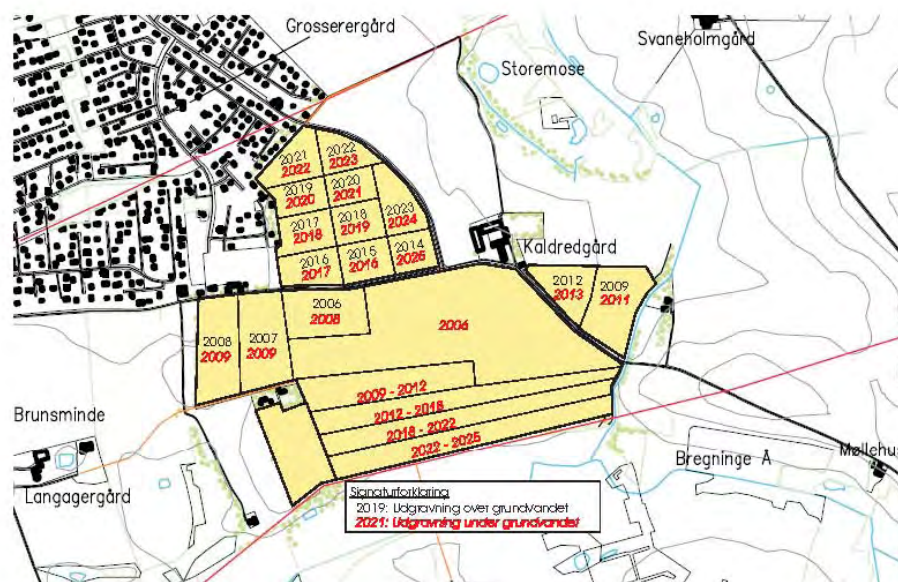 Grosserergård
Svaneholmgård
Storemose
2021
2022
2022
2023
2019
2020
2020
2021
2017
2018
2018
2019
2023
2024
2016
2017
2015
2016
2014
2025
Kaldredgård
2012
2013
2009
2011
2006
2008
2006
2008
2009
2007
2009
2009 - 2012
2012 - 2018
2018 - 2022
2022 - 2025
Brunsminde
Langagergård
Bregninge Å
Møllehu
Signaturforklaring
2019: Udgravning over grundvandet
2021: Udgravning under grundvandet